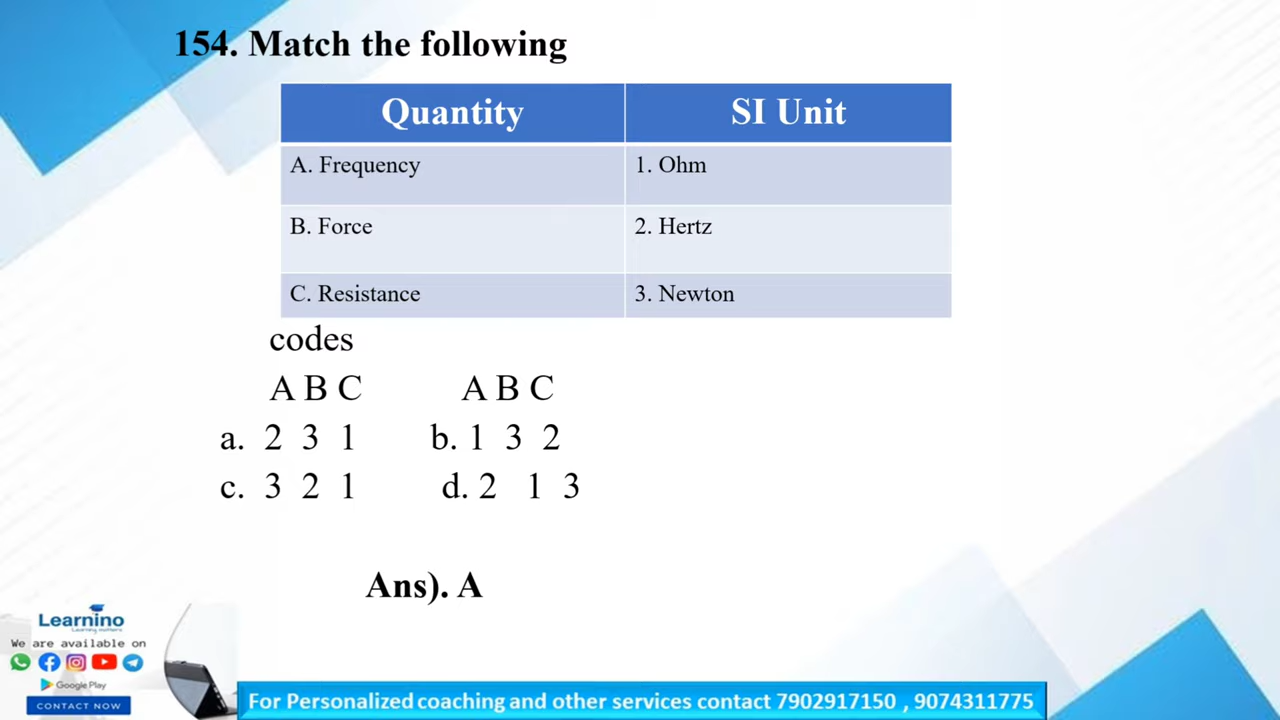 154. Match the following
Quantity SI Unit
A. Frequency 1. Ohm
B. Force 2. Hertz
C. Resistance 3. Newton
codes
A B C A B C
a. 2 3 1 b. 1 3 2
c. 3 2 1 d. 2 1 3
Ans). A
Learnino
Learning matters
We are available on
Google Play
CONTACT NOW
For Personalized coaching and other services contact 7902917150 , 9074311775